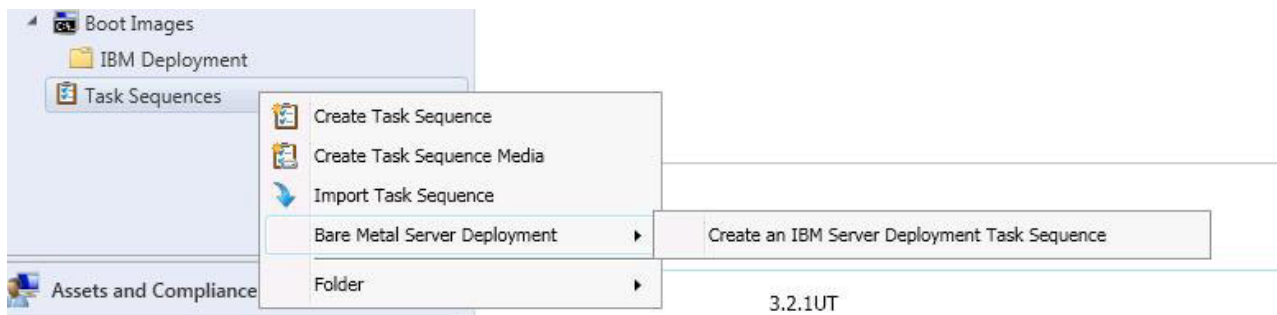 Boot Images
IBM Deployment
Task Sequences
Create Task Sequence
Create Task Sequence Media
Import Task Sequence
Bare Metal Server Deployment
Create an IBM Server Deployment Task Sequence
Folder
Assets and Compliance
3.2.1UT